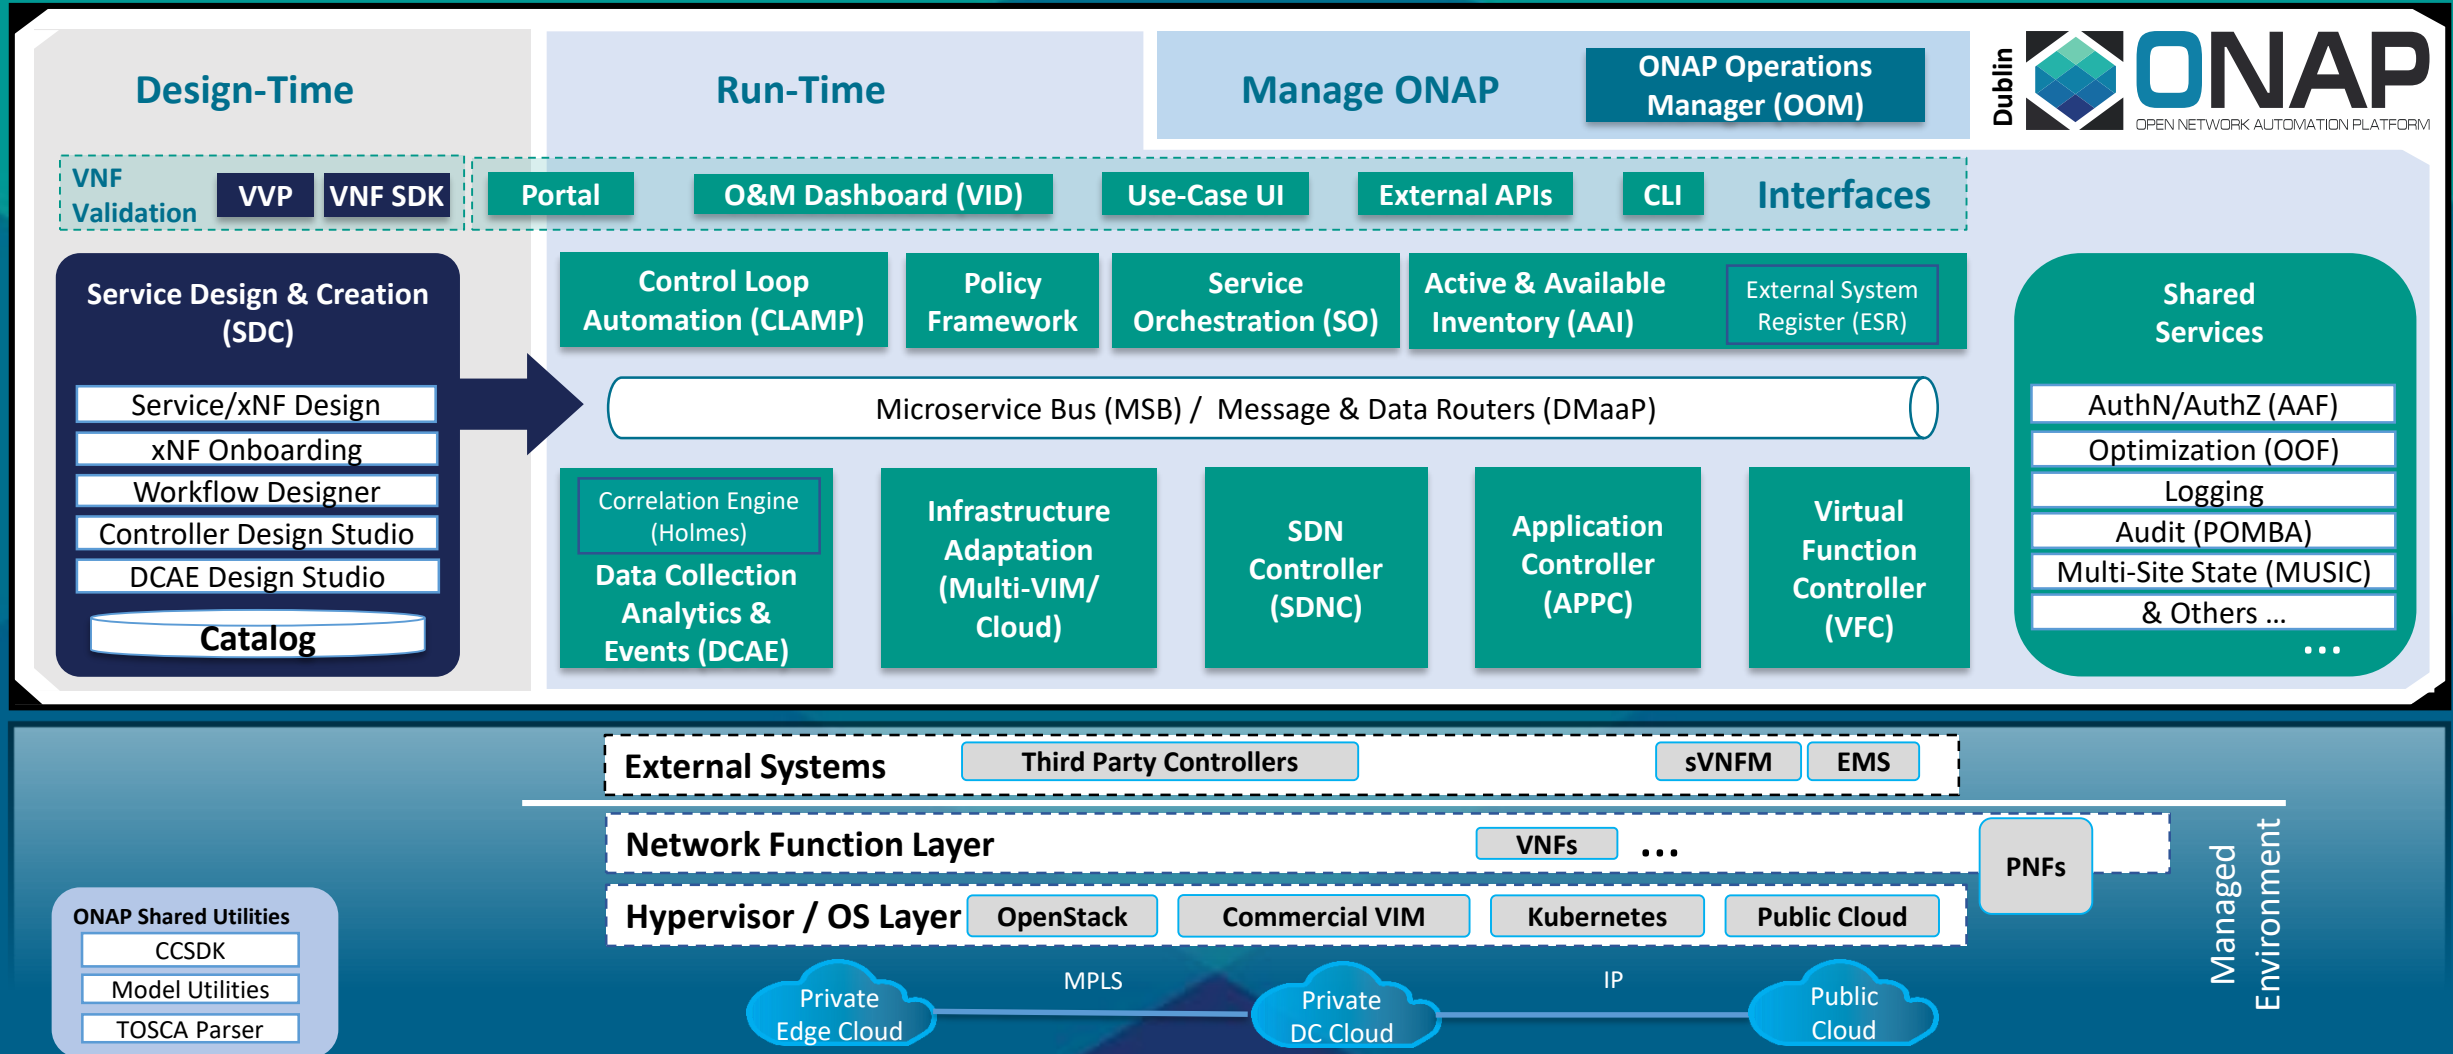 Design-Time
Run-Time
Manage ONAP
ONAP Operations
Manager (OOM)
Dublin
ONAP
OPEN NETWORK AUTOMATION PLATFORM
VNF
Validation
VVP
VNF SDK
Portal
O&M Dashboard (VID)
Use-Case UI
External APIs
CLI
Interfaces
Service Design & Creation
(SDC)
Service/xNF Design
xNF Onboarding
Workflow Designer
Controller Design Studio
DCAE Design Studio
Catalog
Control Loop
Automation (CLAMP)
Policy
Framework
Service
Orchestration (SO)
Active & Available
Inventory (AAI)
External System
Register (ESR)
Microservice Bus (MSB) / Message & Data Routers (DMaaP)
Correlation Engine
(Holmes)
Data Collection
Analytics &
Events (DCAE)
Infrastructure
Adaptation
(Multi-VIM/
Cloud)
SDN
Controller
(SDNC)
Application
Controller
(APPC)
Virtual
Function
Controller
(VFC)
Shared
Services
AuthN/AuthZ (AAF)
Optimization (OOF)
Logging
Audit (POMBA)
Multi-Site State (MUSIC)
& Others ...
...
External Systems
Third Party Controllers
sVNFM
EMS
Network Function Layer
VNFs
...
PNFs
Hypervisor / OS Layer
OpenStack
Commercial VIM
Kubernetes
Public Cloud
Managed
Environment
ONAP Shared Utilities
CCSDK
Model Utilities
TOSCA Parser
Private
Edge Cloud
MPLS
Private
DC Cloud
IP
Public
Cloud